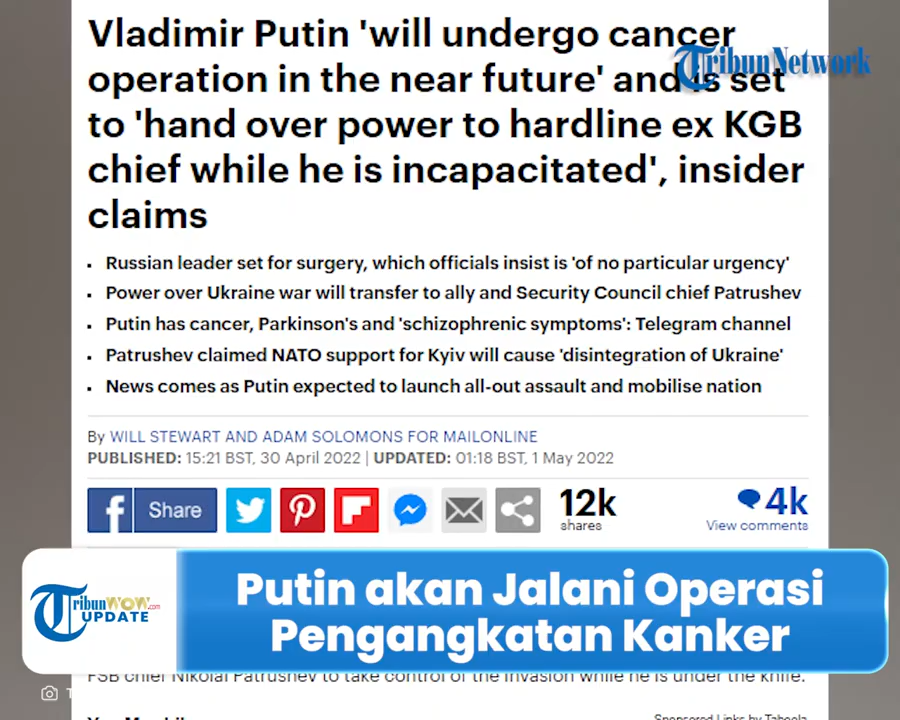 Vladimir Putin 'will undergo cancer
operation in the near future' and is set
to 'hand over power to hardline ex KGB
chief while he is incapacitated', insider
claims
TribunNetwork
Russian leader set for surgery, which officials insist is 'of no particular urgency'
Power over Ukraine war will transfer to ally and Security Council chief Patrushev
Putin has cancer, Parkinson's and 'schizophrenic symptoms': Telegram channel
Patrushev claimed NATO support for Kyiv will cause 'disintegration of Ukraine'
News comes as Putin expected to launch all-out assault and mobilise nation
By WILL STEWART AND ADAM SOLOMONS FOR MAILONLINE
PUBLISHED: 15:21 BST, 30 April 2022 | UPDATED: 01:18 BST, 1 May 2022
Share
12k
shares
4k
View comments
TribunWOW.com
UPDATE
Putin akan Jalani Operasi
Pengangkatan Kanker
FSB chief Nikolai Patrushev to take control of the invasion while he is under the knife.
Sponsored Links by Taboola